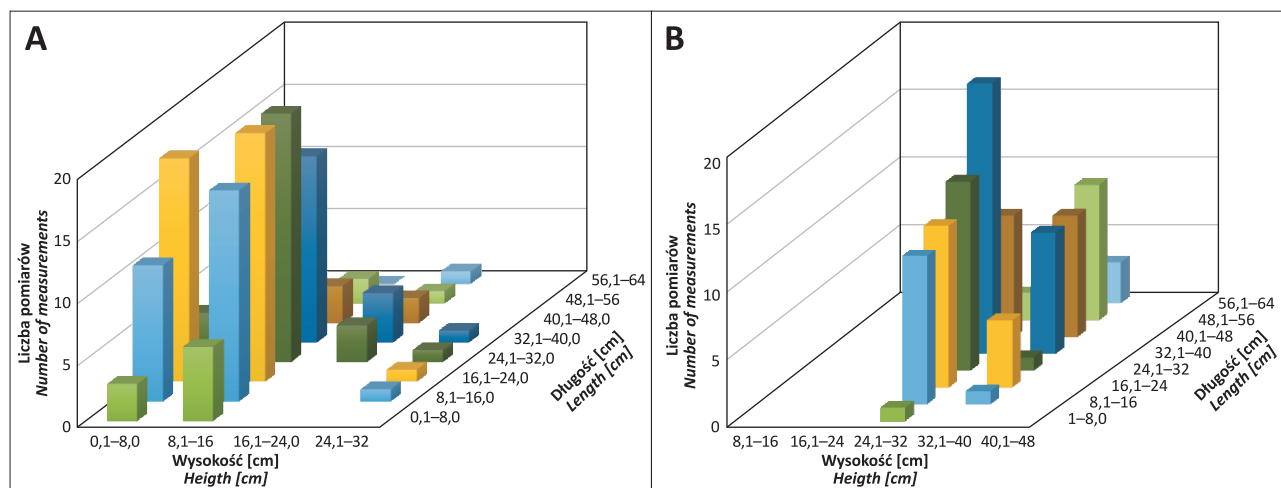 A
Liczba pomiarów
Number of measurements
20
15
10
5
0
0,1–8,0
8,1–16
16,1–24,0
24,1–32
Wysokość [cm]
Heigth [cm]
0,1–8,0
8,1–16,0
16,1–24,0
24,1–32,0
32,1–40,0
40,1–48,0
48,1–56
56,1–64
Długość [cm]
Length [cm]
B
Liczba pomiarów
Number of measurements
20
15
10
5
0
8,1–16
16,1–24
24,1–32
32,1–40
40,1–48
Wysokość [cm]
Heigth [cm]
1–8,0
8,1–16
16,1–24
24,1–32
32,1–40
40,1–48
48,1–56
56,1–64
Długość [cm]
Length [cm]